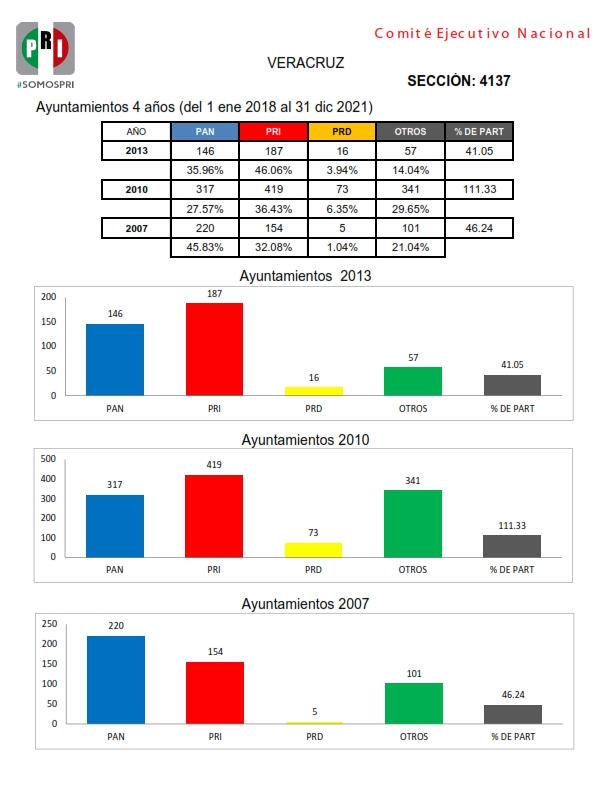 Comité Ejecutivo Nacional
PRI
#SOMOSPRI
VERACRUZ
SECCIÓN: 4137
Ayuntamientos 4 años (del 1 ene 2018 al 31 dic 2021)
AÑO PAN PRI PRD OTROS % DE PART
2013 146 187 16 57 41.05
35.96% 46.06% 3.94% 14.04%
2010 317 419 73 341 111.33
27.57% 36.43% 6.35% 29.65%
2007 220 154 5 101 46.24
45.83% 32.08% 1.04% 21.04%
Ayuntamientos 2013
200
150
100
50
0
146 187 16 57 41.05
PAN PRI PRD OTROS % DE PART
Ayuntamientos 2010
500
400
300
200
100
0
317 419 73 341 111.33
PAN PRI PRD OTROS % DE PART
Ayuntamientos 2007
250
200
150
100
50
0
220 154 5 101 46.24
PAN PRI PRD OTROS % DE PART